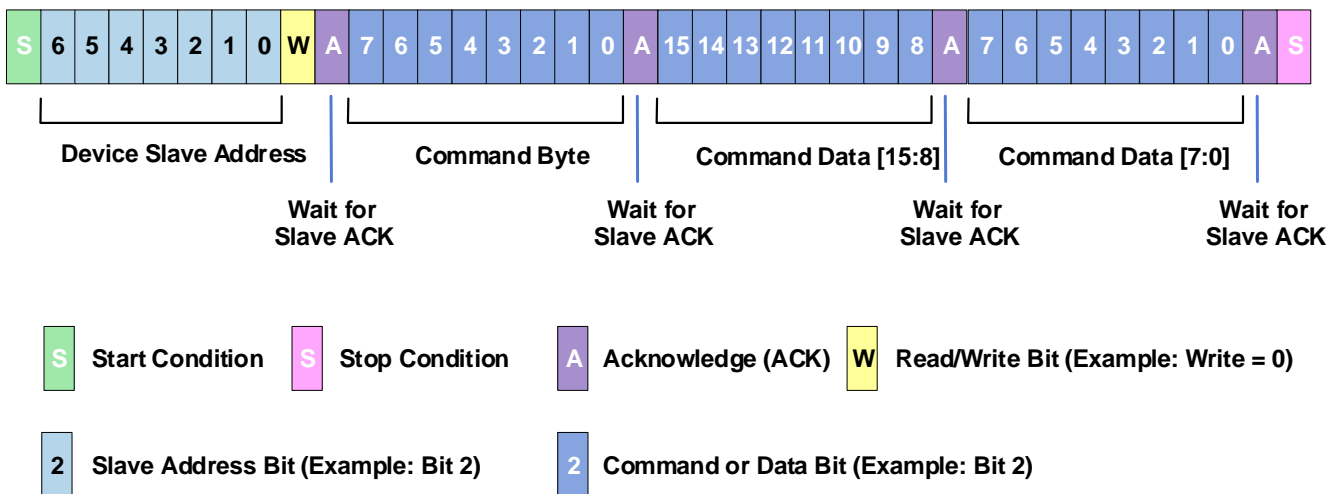 S 6 5 4 3 2 1 0 W A 7 6 5 4 3 2 1 0 A 15 14 13 12 11 10 9 8 A 7 6 5 4 3 2 1 0 A S
Device Slave Address Command Byte Command Data [15:8] Command Data [7:0]
Wait for Wait for Wait for Wait for
Slave ACK Slave ACK Slave ACK Slave ACK
S Start Condition S Stop Condition A Acknowledge (ACK) W Read/Write Bit (Example: Write = 0)
2 Slave Address Bit (Example: Bit 2) 2 Command or Data Bit (Example: Bit 2)